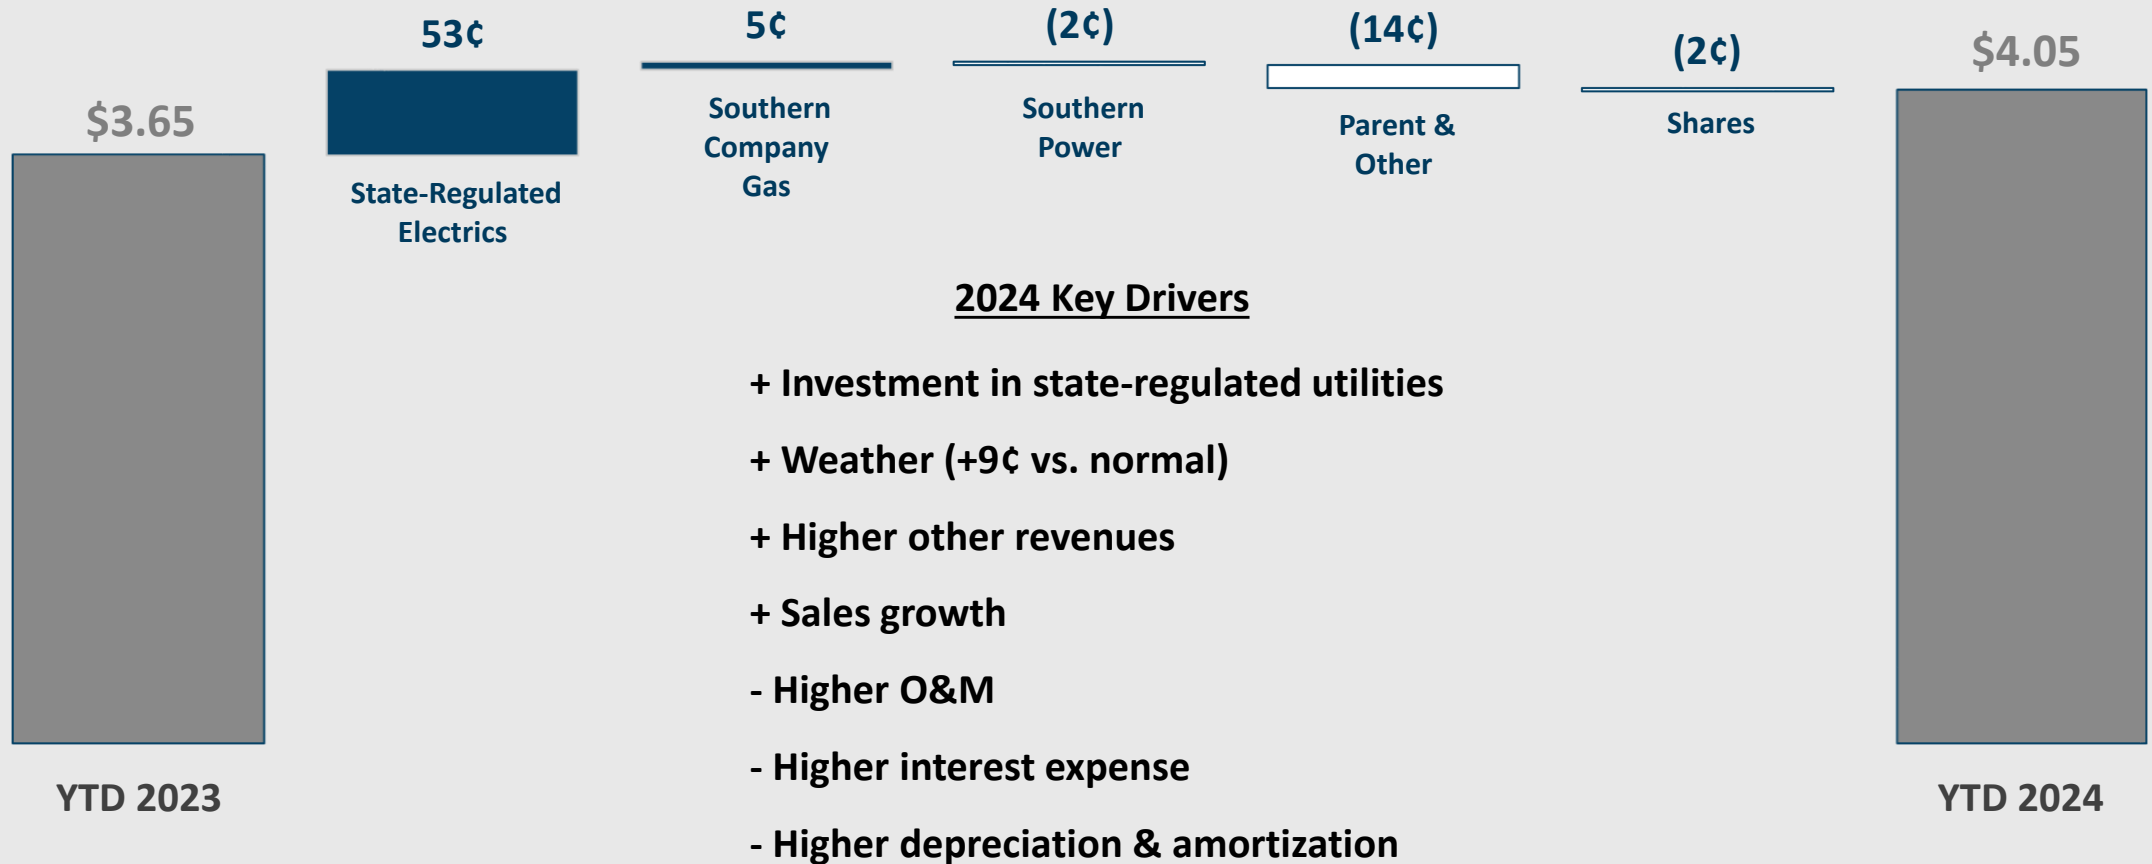 $3.65
YTD 2023
53¢
State-Regulated
Electrics
5¢
Southern
Company
Gas
(2¢)
Southern
Power
(14¢)
Parent &
Other
(2¢)
Shares
$4.05
YTD 2024
2024 Key Drivers
+ Investment in state-regulated utilities
+ Weather (+9¢ vs. normal)
+ Higher other revenues
+ Sales growth
- Higher O&M
- Higher interest expense
- Higher depreciation & amortization